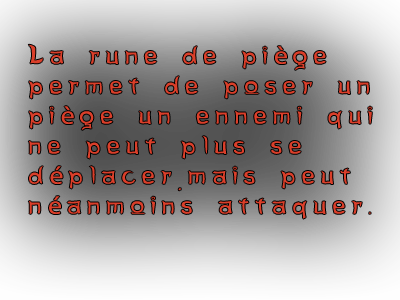 La rune de piège
permet de poser un
piège un ennemi qui
ne peut plus se
déplacer,mais peut
néanmoins attaquer.